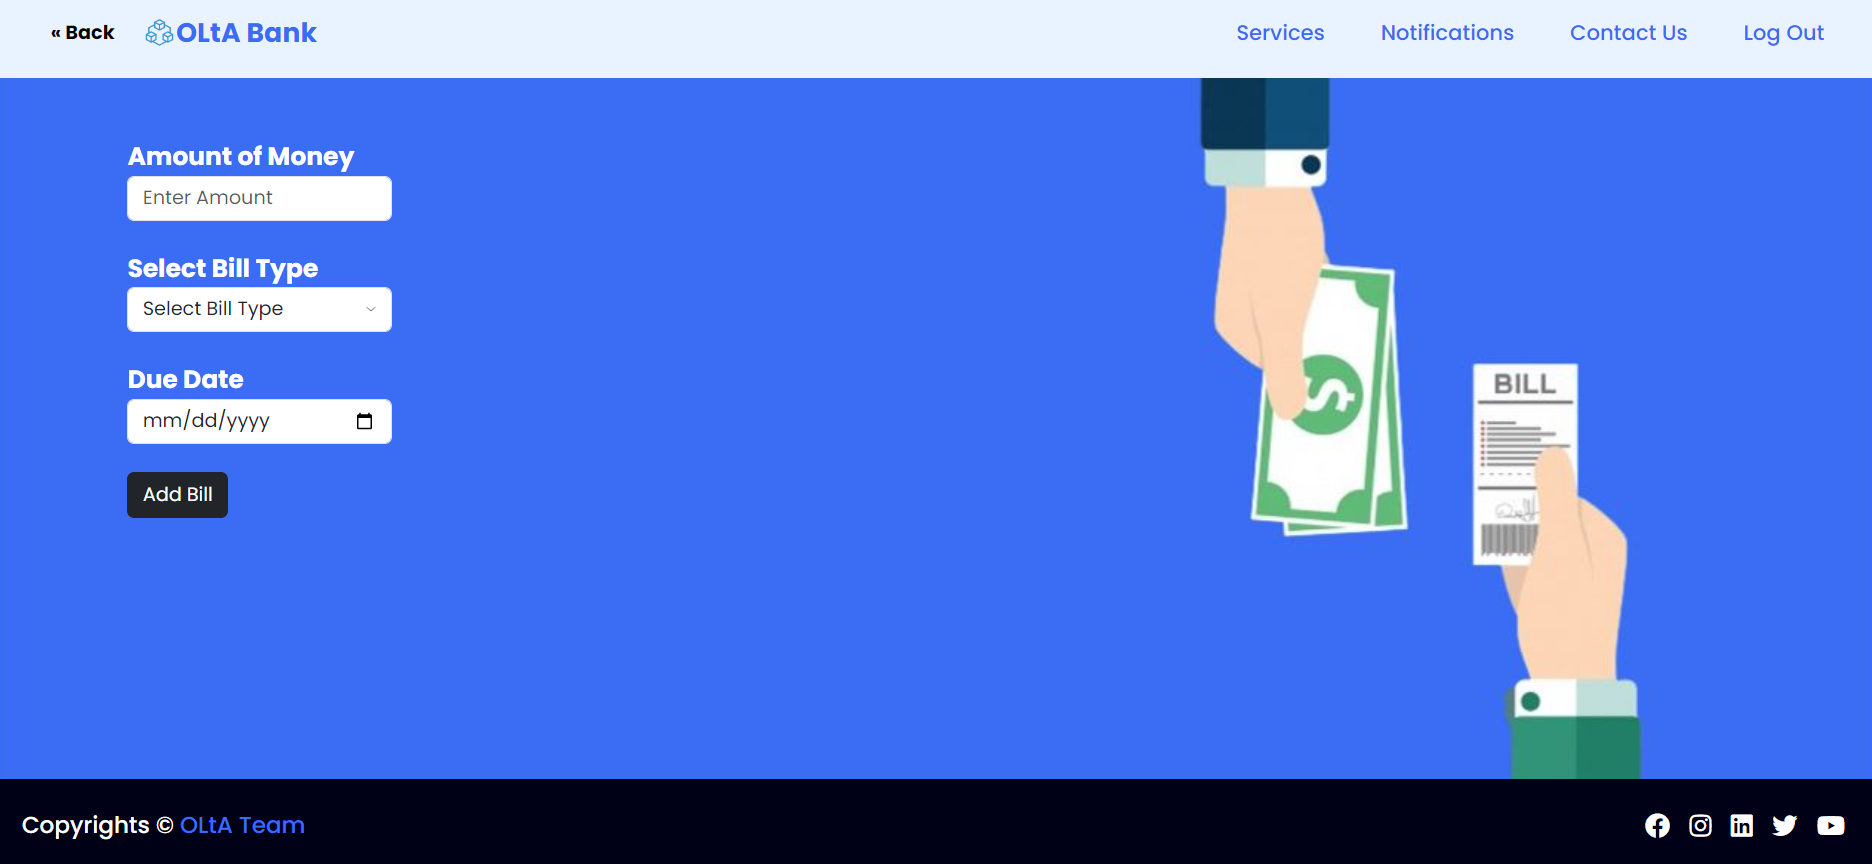 « Back OLtA Bank Services Notifications Contact Us Log Out
Amount of Money
Enter Amount
Select Bill Type
Select Bill Type
Due Date
mm/dd/yyyy
Add Bill
$
BILL
Copyrights © OLtA Team